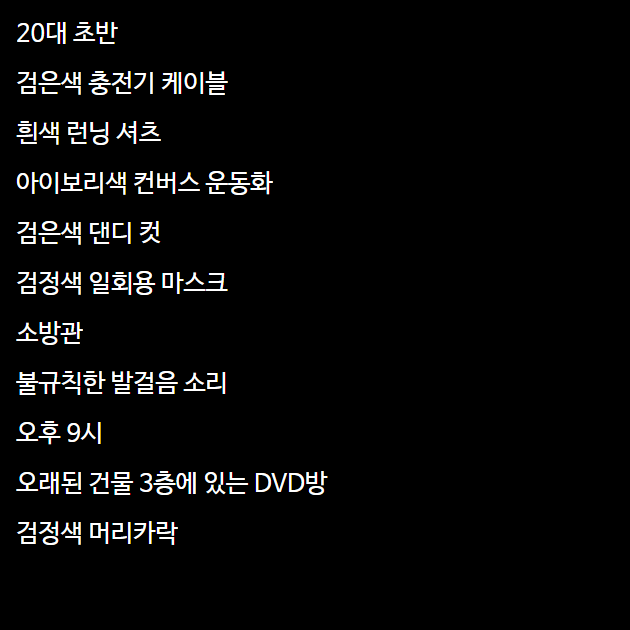 20대 초반
검은색 충전기 케이블
흰색 런닝 셔츠
아이보리색 컨버스 운동화
검은색 댄디 컷
검정색 일회용 마스크
소방관
불규칙한 발걸음 소리
오후 9시
오래된 건물 3층에 있는 DVD방
검정색 머리카락